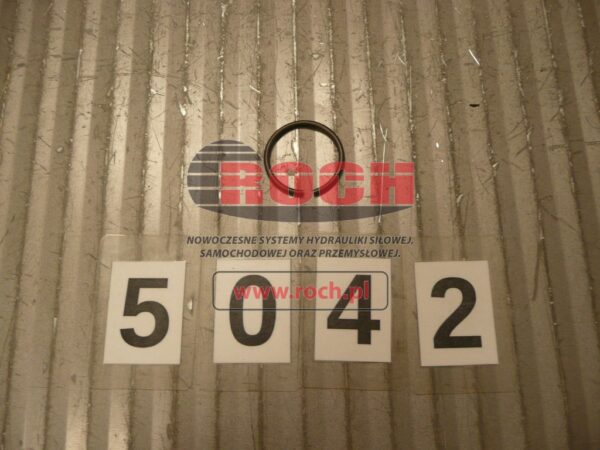 ROCH
NOWOCZESNE SYSTEMY HYDRAULIKI SIŁOWEJ,
SAMOCHODOWEJ ORAZ PRZEMYSŁOWEJ.
www.roch.pl
5 0 4 2